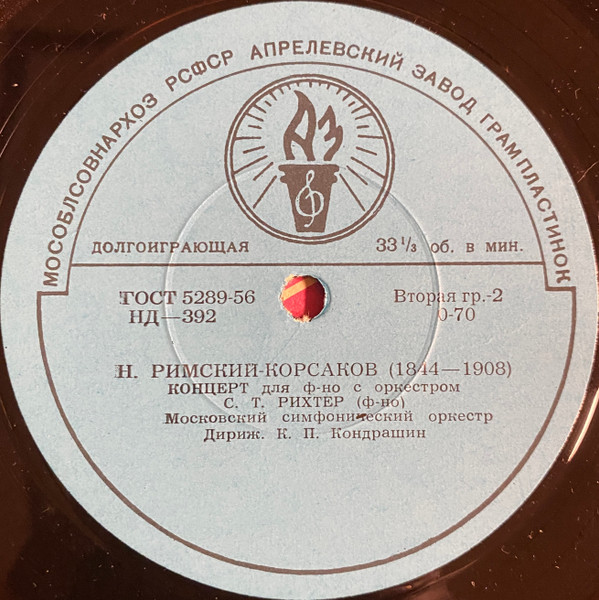 МОСОБЛСОВНАРХОЗ РСФСР АПРЕЛЕВСКИЙ ЗАВОД ГРАМПЛАСТИНОК
АЗ
ДОЛГОИГРАЮЩАЯ 33 1/3 об. в мин.
ГОСТ 5289-56 Вторая гр.-2
НД—392 0-70
Н. РИМСКИЙ-КОРСАКОВ (1844—1908)
КОНЦЕРТ для ф-но с оркестром
С. Т. РИХТЕР (ф-но)
Московский симфонический оркестр
Дириж. К. П. Кондрашин